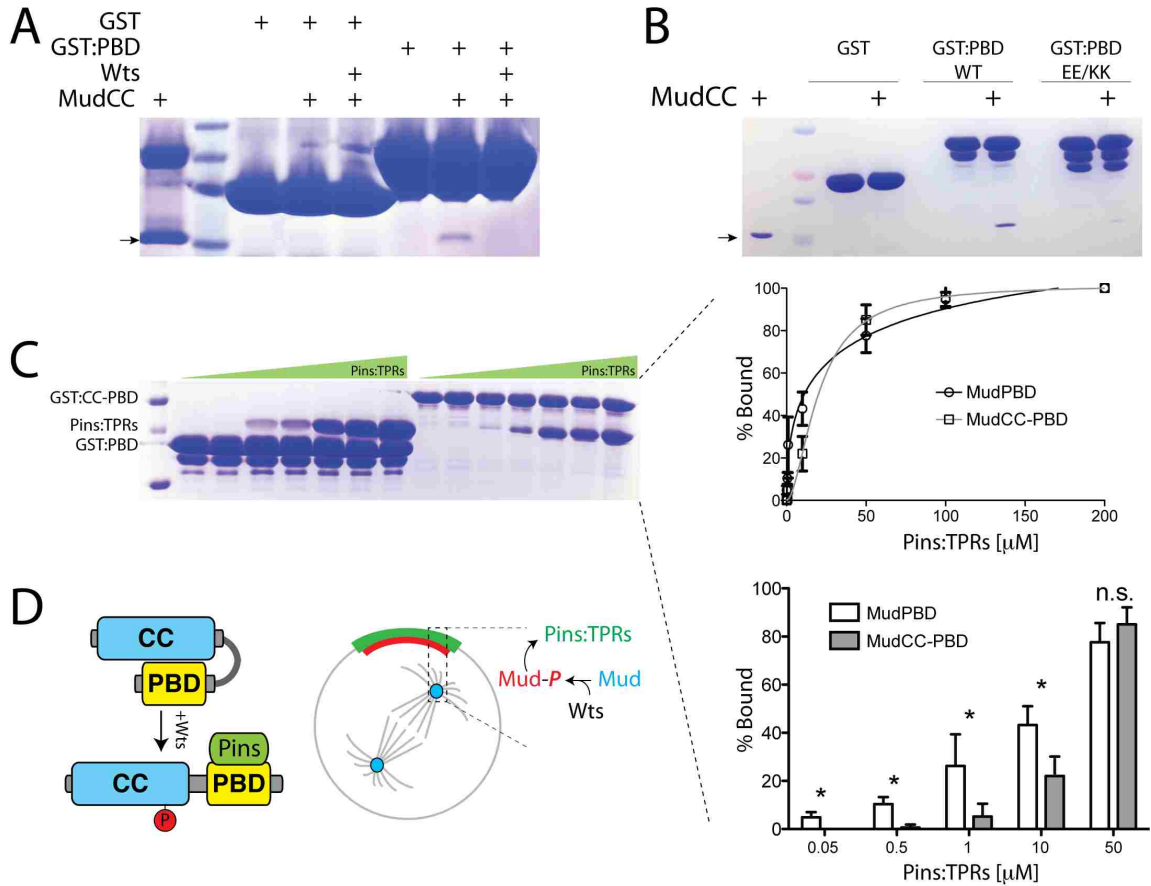 A
GST + + +
GST:PBD + + +
Wts + +
MudCC + + + + +
B
GST GST:PBD WT GST:PBD EE/KK
MudCC + + + +
C
Pins:TPRs Pins:TPRs
GST:CC-PBD
Pins:TPRs
GST:PBD
100
80
60
40
20
0
% Bound
MudPBD
MudCC-PBD
0 50 100 150 200
Pins:TPRs [μM]
D
CC
PBD
+Wts
Pins
CC PBD
P
Pins:TPRs
Mud-P Mud
Wts
100
80
60
40
20
0
% Bound
MudPBD
MudCC-PBD
n.s.
* * * *
0.05 0.5 1 10 50
Pins:TPRs [μM]